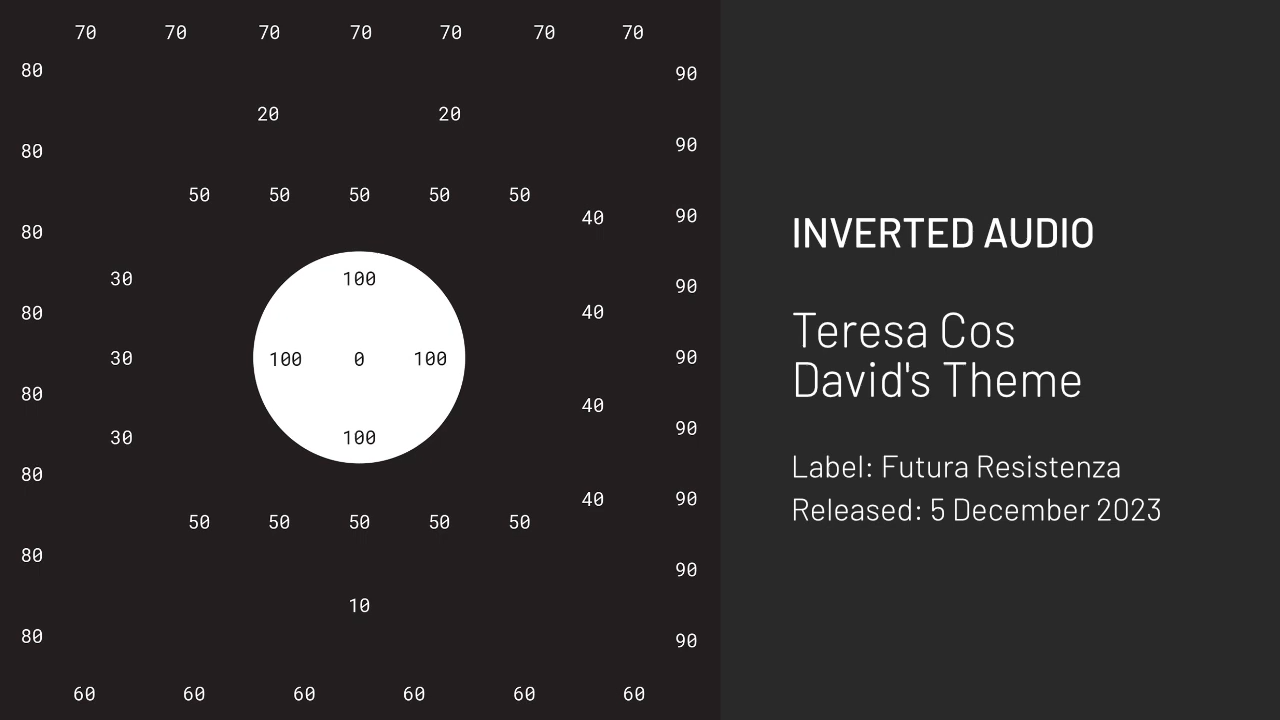 70 70 70 70 70 70 70
80 90
20 20
80 90
50 50 50 50 50
80 40 90
30 100 90
80 40
30 100 0 100 90
80 40
30 100 90
80 40 90
50 50 50 50 50
80 90
10
80 90
60 60 60 60 60 60
INVERTED AUDIO
Teresa Cos
David's Theme
Label: Futura Resistenza
Released: 5 December 2023